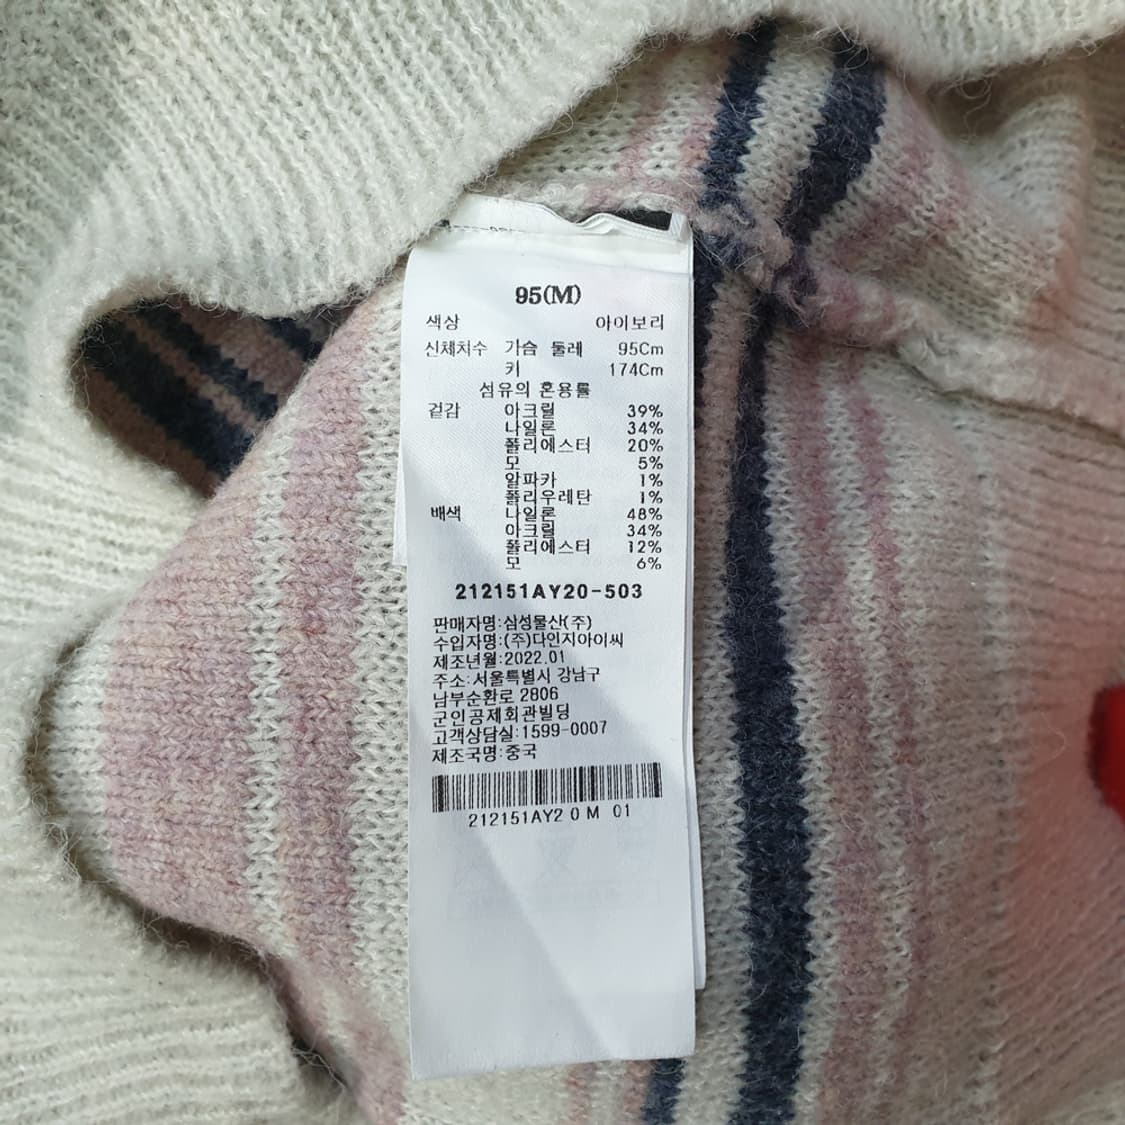 95(M)
색상 아이보리
신체치수 가슴 둘레 95Cm
키 174Cm
섬유의 혼용률
겉감 아크릴 39%
나일론 34%
폴리에스터 20%
모 5%
알파카 1%
폴리우레탄 1%
배색 나일론 48%
아크릴 34%
폴리에스터 12%
모 6%
212151AY20-503
판매자명:삼성물산(주)
수입자명:(주)다인지아이씨
제조년월:2022.01
주소:서울특별시 강남구
남부순환로 2806
군인공제회관빌딩
고객상담실:1599-0007
제조국명:중국
212151AY2 0 M 01